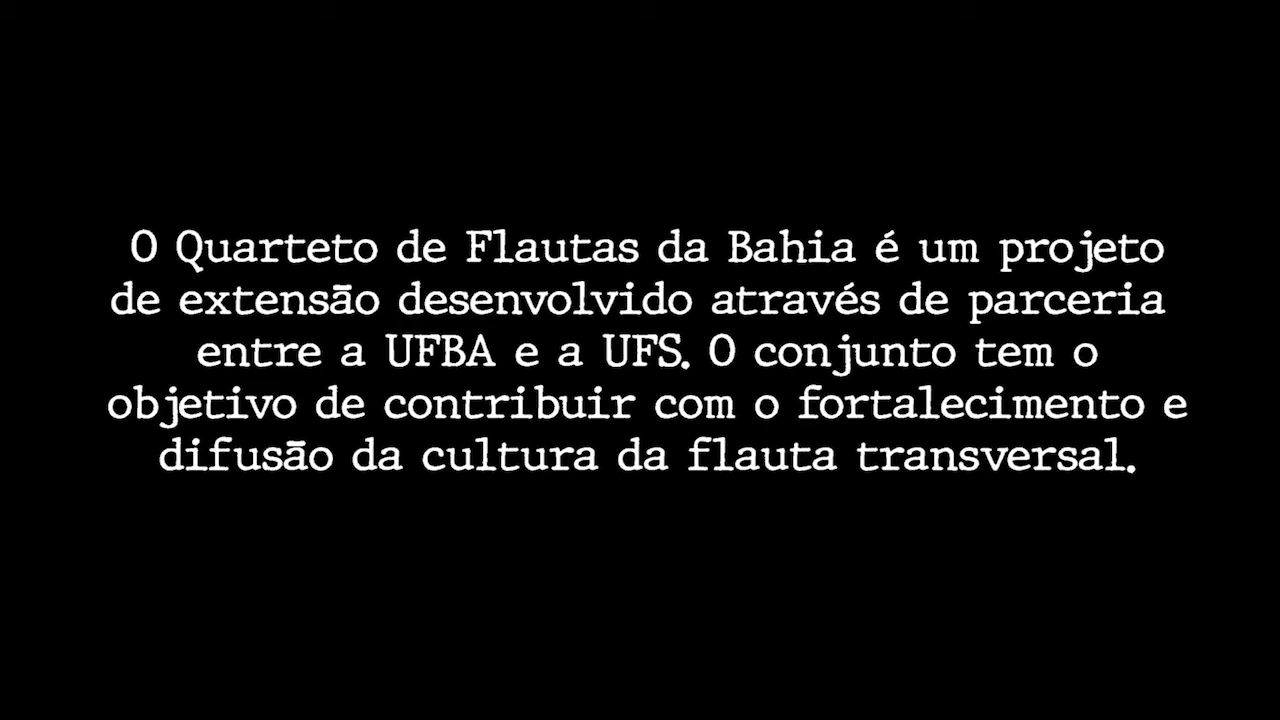 O Quarteto de Flautas da Bahia é um projeto
de extensão desenvolvido através de parceria
entre a UFBA e a UFS. O conjunto tem o
objetivo de contribuir com o fortalecimento e
difusão da cultura da flauta transversal.